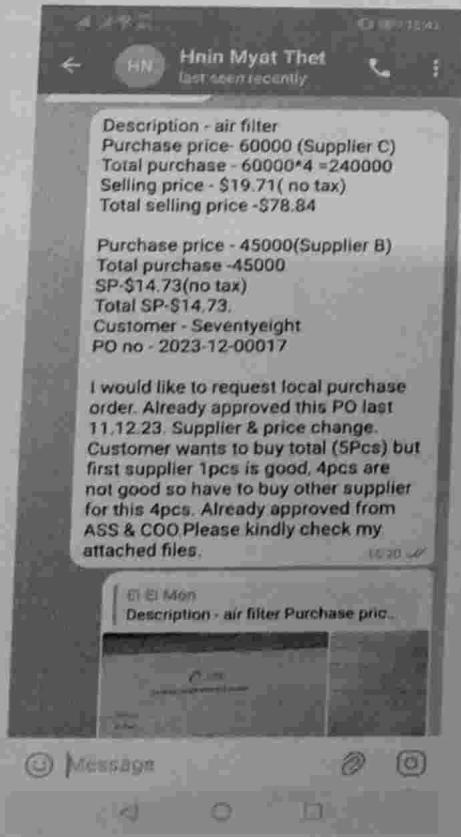 HN
Hnin Myat Thet
last seen recently
Description - air filter
Purchase price- 60000 (Supplier C)
Total purchase - 60000*4 =240000
Selling price - $19.71( no tax)
Total selling price -$78.84
Purchase price - 45000(Supplier B)
Total purchase -45000
SP-$14.73(no tax)
Total SP-$14.73.
Customer - Seventyeight
PO no - 2023-12-00017
I would like to request local purchase
order. Already approved this PO last
11.12.23. Supplier & price change.
Customer wants to buy total (5Pcs) but
first supplier 1pcs is good, 4pcs are
not good so have to buy other supplier
for this 4pcs. Already approved from
ASS & COO.Please kindly check my
attached files.
16:20
Ei Ei Mon
Description - air filter Purchase pric..
Message